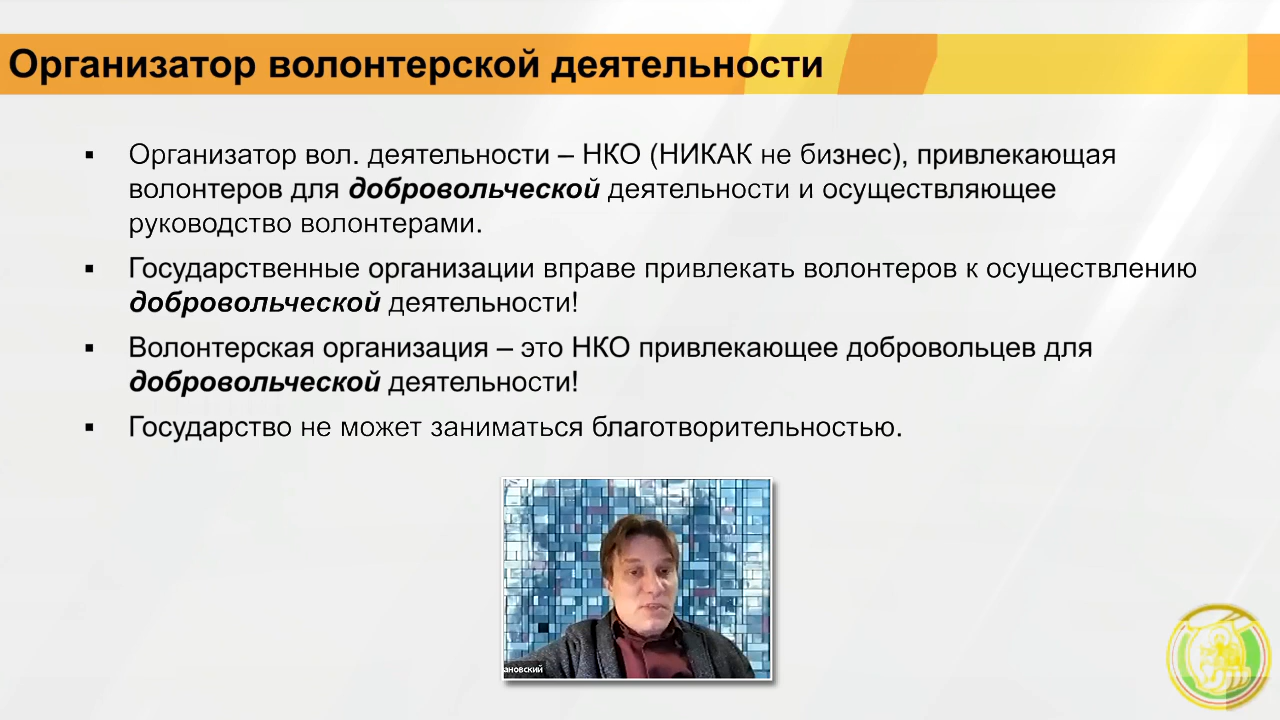 Организатор волонтерской деятельности
▪ Организатор вол. деятельности – НКО (НИКАК не бизнес), привлекающая
волонтеров для добровольческой деятельности и осуществляющее
руководство волонтерами.
▪ Государственные организации вправе привлекать волонтеров к осуществлению
добровольческой деятельности!
▪ Волонтерская организация – это НКО привлекающее добровольцев для
добровольческой деятельности!
▪ Государство не может заниматься благотворительностью.
ановский